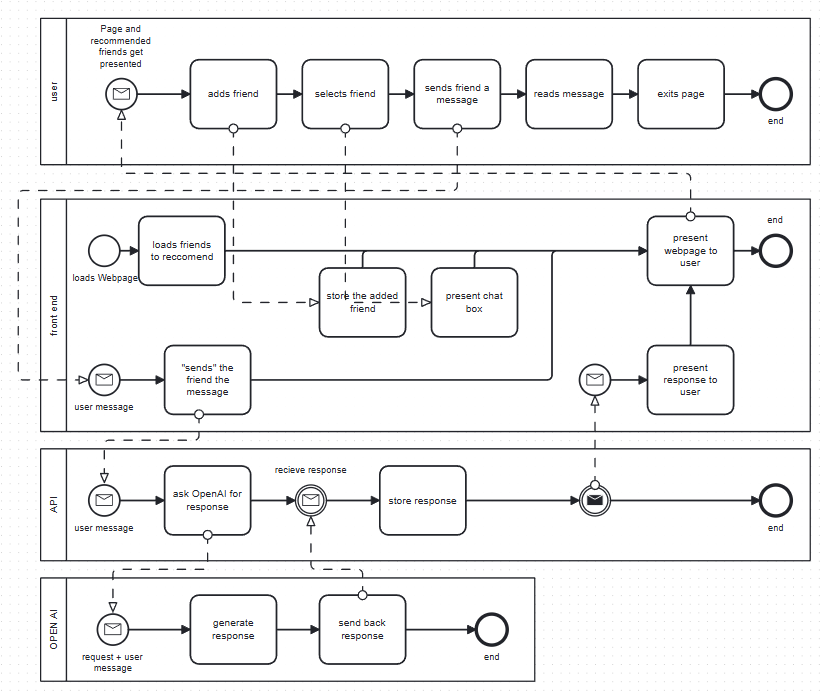 user
Page and
recommended
friends get
presented
adds friend
selects friend
sends friend a
message
reads message
exits page
end
front end
loads Webpage
loads friends
to reccomend
store the added
friend
present chat
box
present
webpage to
user
end
user message
"sends" the
friend the
message
present
response to
user
API
user message
ask OpenAI for
response
recieve response
store response
end
OPEN AI
request + user
message
generate
response
send back
response
end